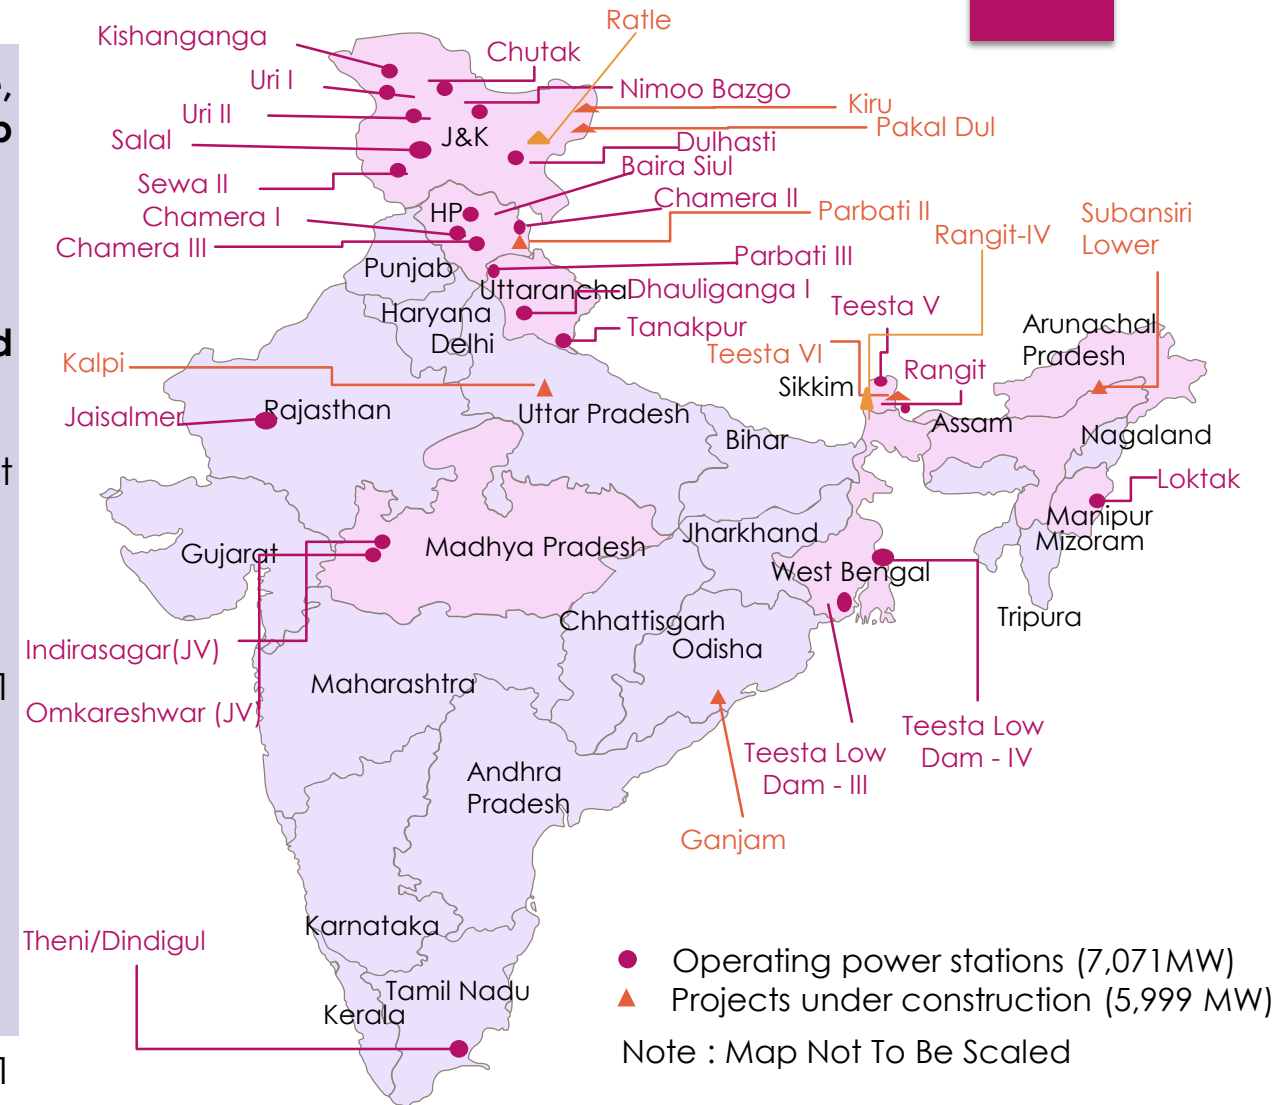 Ratle
Kishanganga
Chutak
Uri I
Nimoo Bazgo
Kiru
Uri II
Pakal Dul
Salal
J&K
Dulhasti
Baira Siul
Sewa II
Chamera II
Chamera I
HP
Parbati II
Subansiri
Lower
Rangit-IV
Chamera III
Parbati III
Punjab
Uttaranchal
Dhauliganga I
Teesta V
Haryana
Delhi
Tanakpur
Arunachal
Pradesh
Kalpi
Teesta VI
Sikkim
Rangit
Jaisalmer
Rajasthan
Uttar Pradesh
Assam
Bihar
Nagaland
Loktak
Manipur
Mizoram
Jharkhand
Gujarat
Madhya Pradesh
West Bengal
Tripura
Chhattisgarh
Odisha
Indirasagar(JV)
Maharashtra
Omkareshwar (JV)
Teesta Low
Dam - IV
Teesta Low
Dam - III
Andhra
Pradesh
Ganjam
Karnataka
Theni/Dindigul
Tamil Nadu
Kerala
Operating power stations (7,071MW)
Projects under construction (5,999 MW)
Note : Map Not To Be Scaled